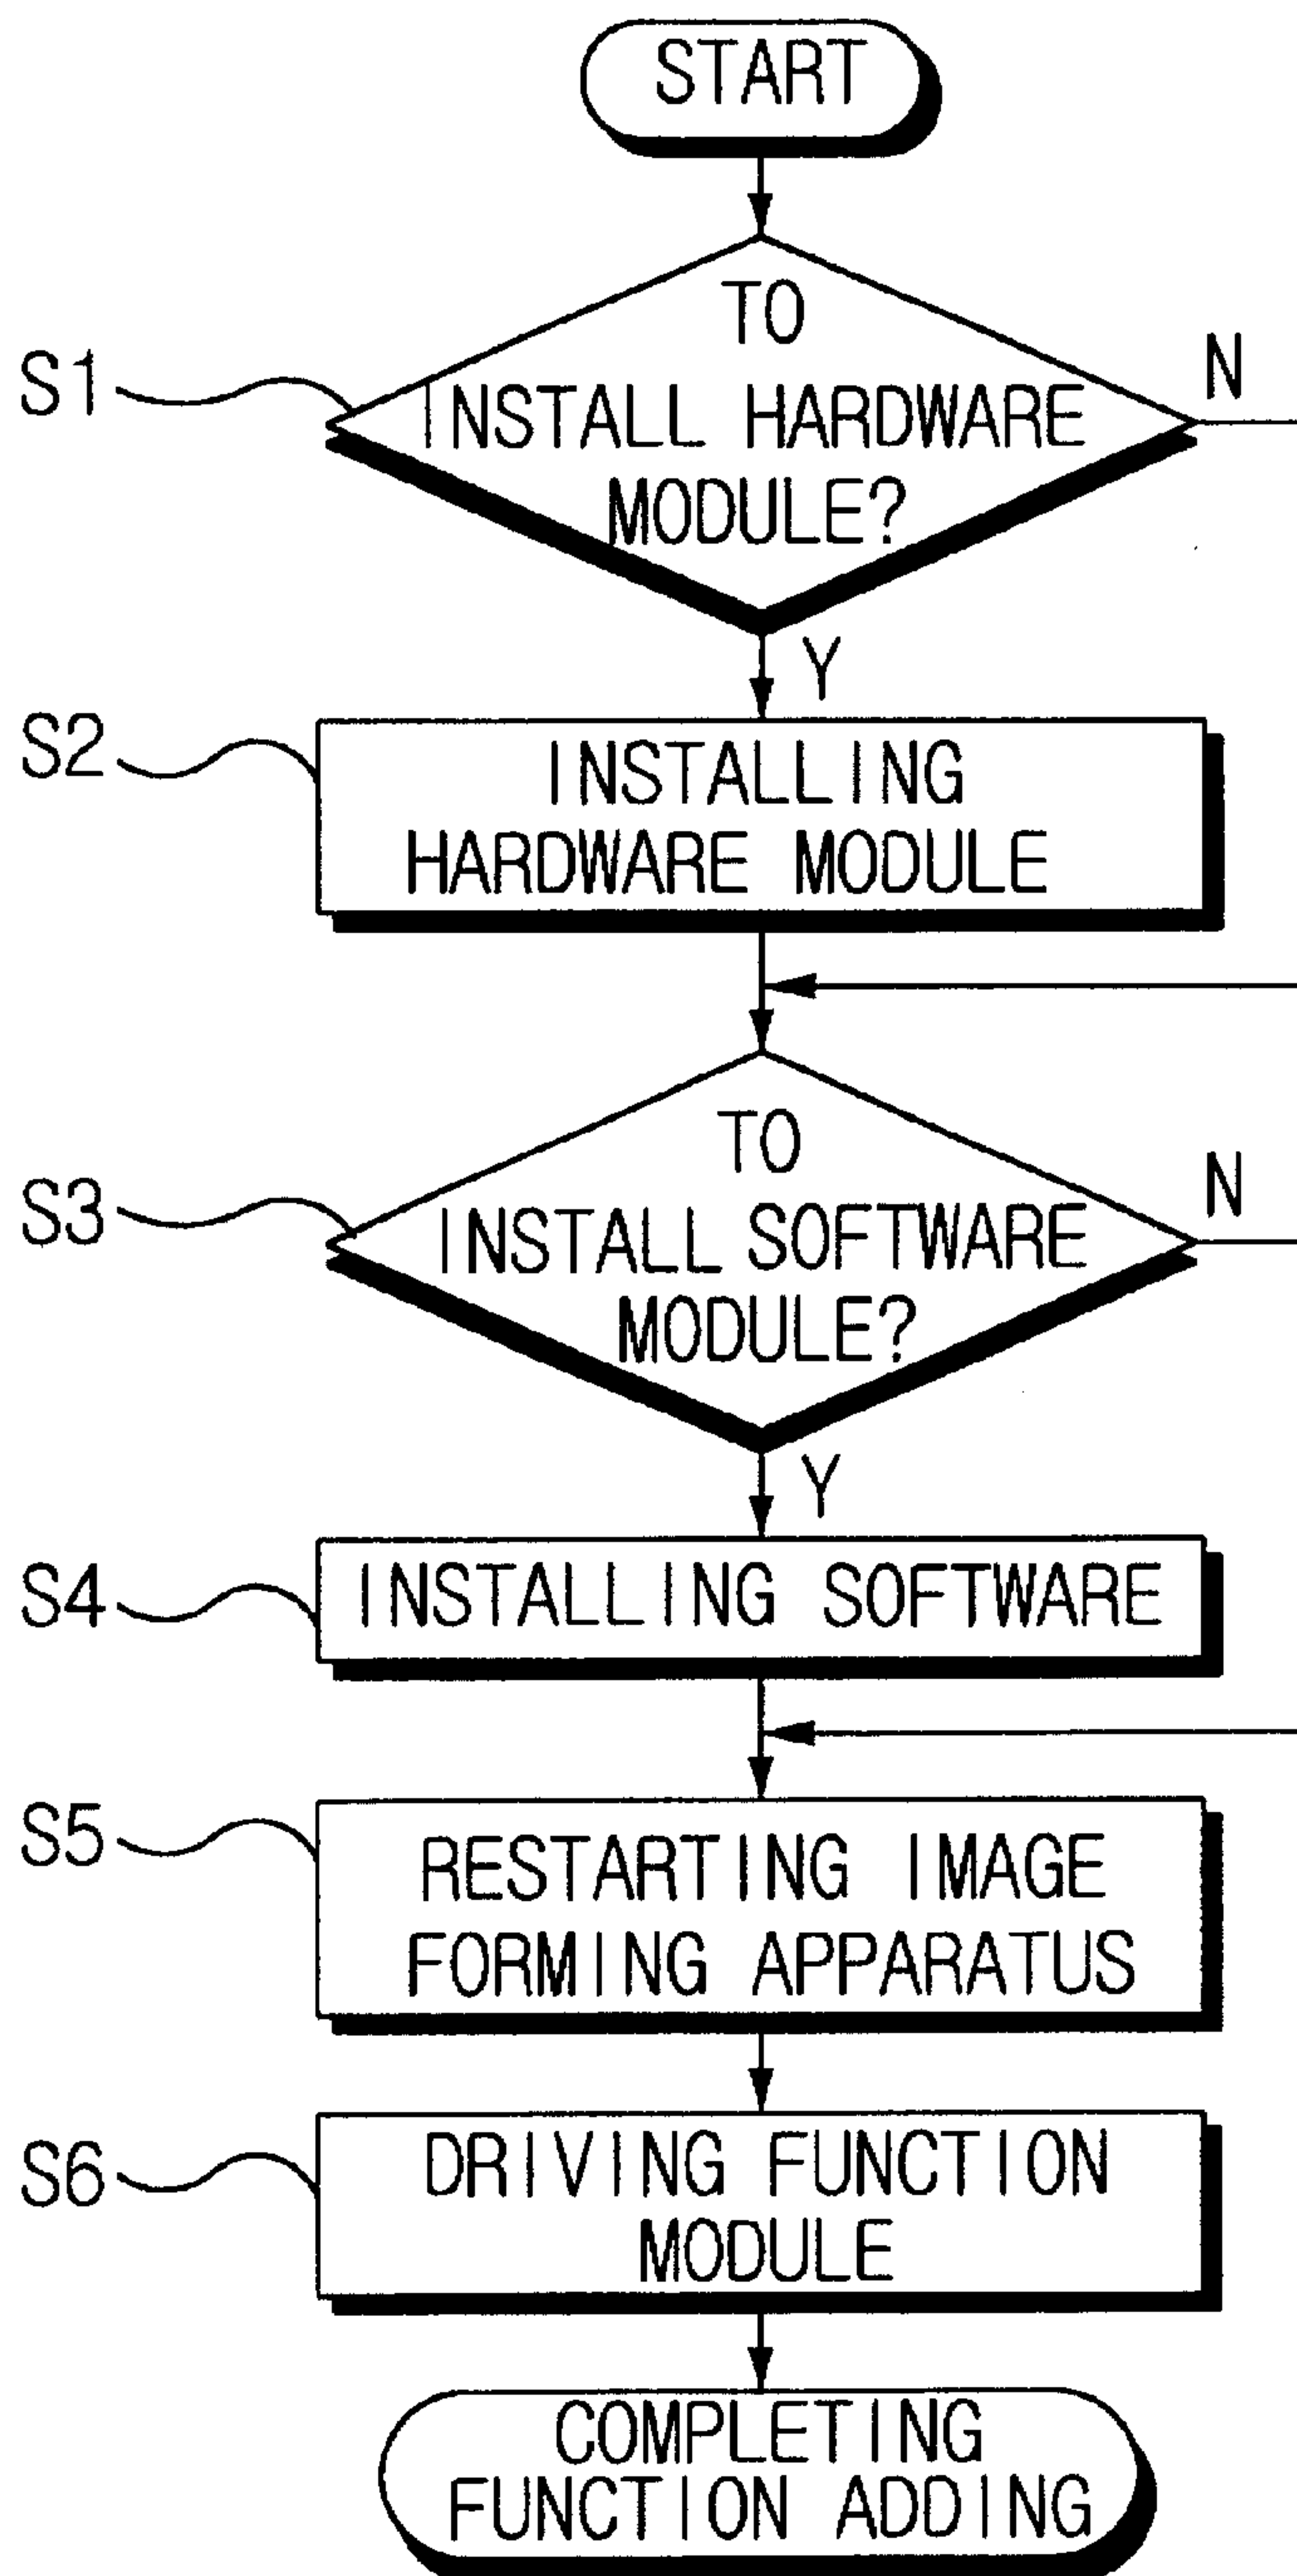 START
TO
INSTALL HARDWARE
MODULE?
S1
N
Y
S2
INSTALLING
HARDWARE MODULE
TO
INSTALL SOFTWARE
MODULE?
S3
N
Y
S4
INSTALLING SOFTWARE
S5
RESTARTING IMAGE
FORMING APPARATUS
S6
DRIVING FUNCTION
MODULE
COMPLETING
FUNCTION ADDING